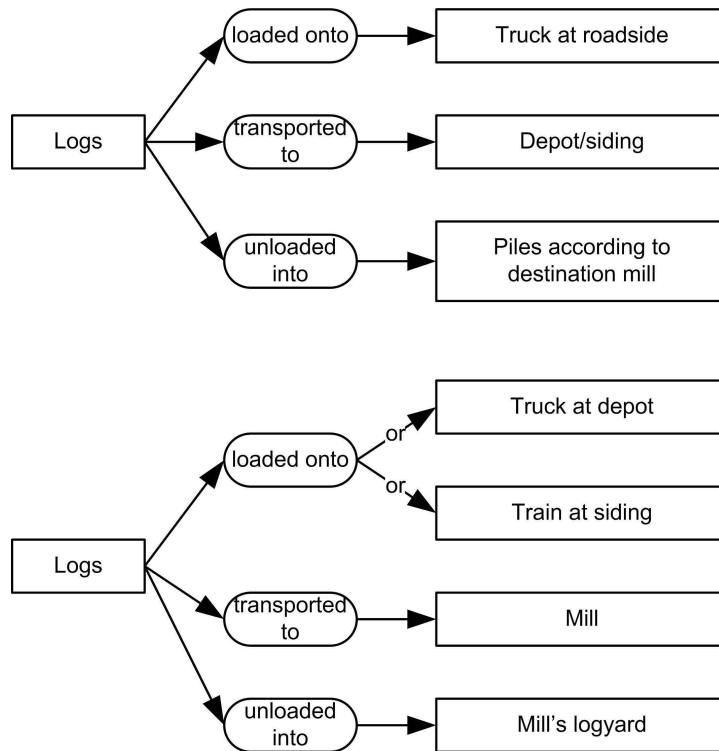 loaded onto
Truck at roadside
Logs
transported
to
Depot/siding
unloaded
into
Piles according to
destination mill
Truck at depot
or
loaded onto
or
Train at siding
Logs
transported
to
Mill
unloaded
into
Mill's logyard